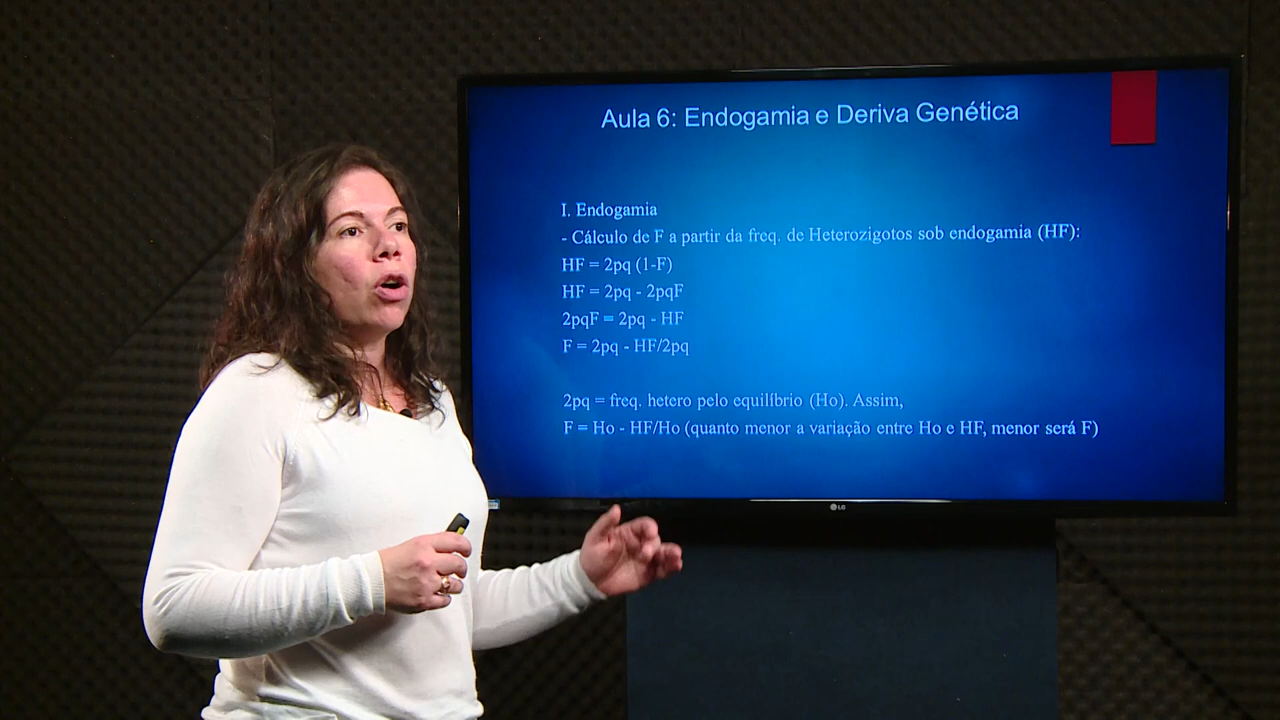 Aula 6: Endogamia e Deriva Genética
I. Endogamia
- Cálculo de F a partir da freq. de Heterozigotos sob endogamia (HF):
HF = 2pq (1-F)
HF = 2pq - 2pqF
2pqF = 2pq - HF
F = 2pq - HF/2pq
2pq = freq. hetero pelo equilíbrio (Ho). Assim,
F = Ho - HF/Ho (quanto menor a variação entre Ho e HF, menor será F)
LG